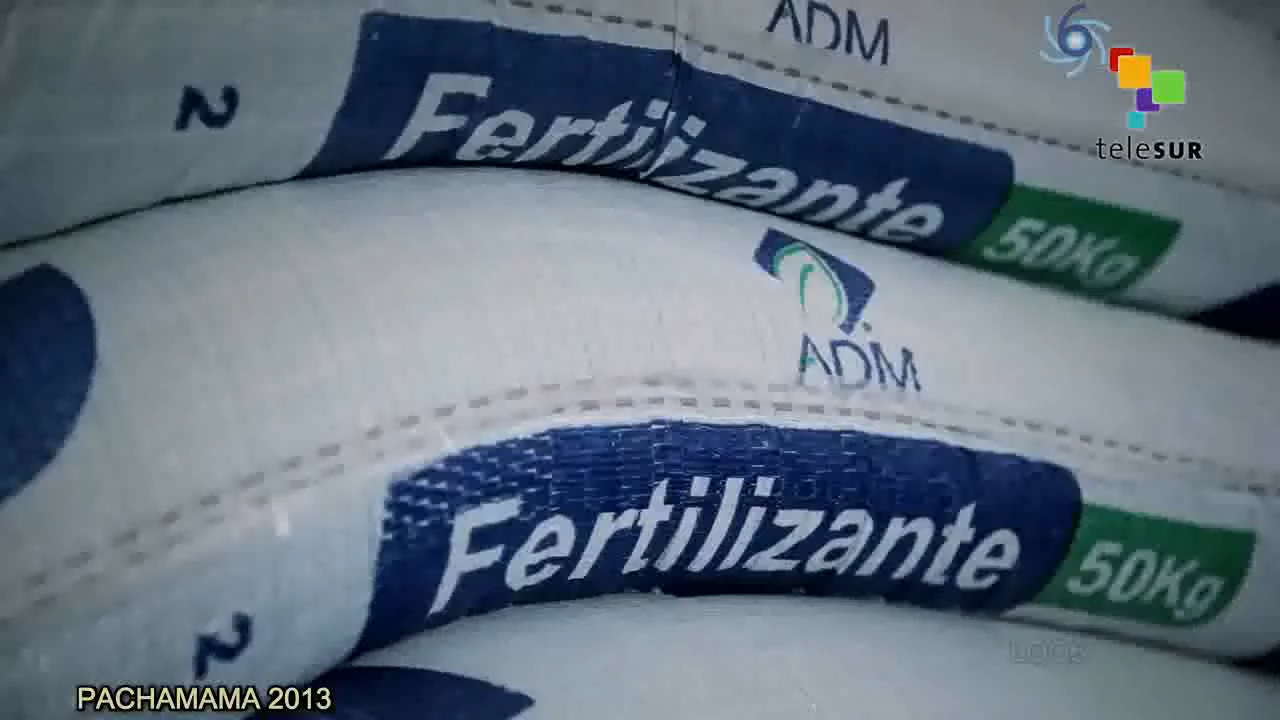 ADM
2
Fertilizante
50Kg
teleSUR
ADM
Fertilizante
50Kg
2
PACHAMAMA 2013